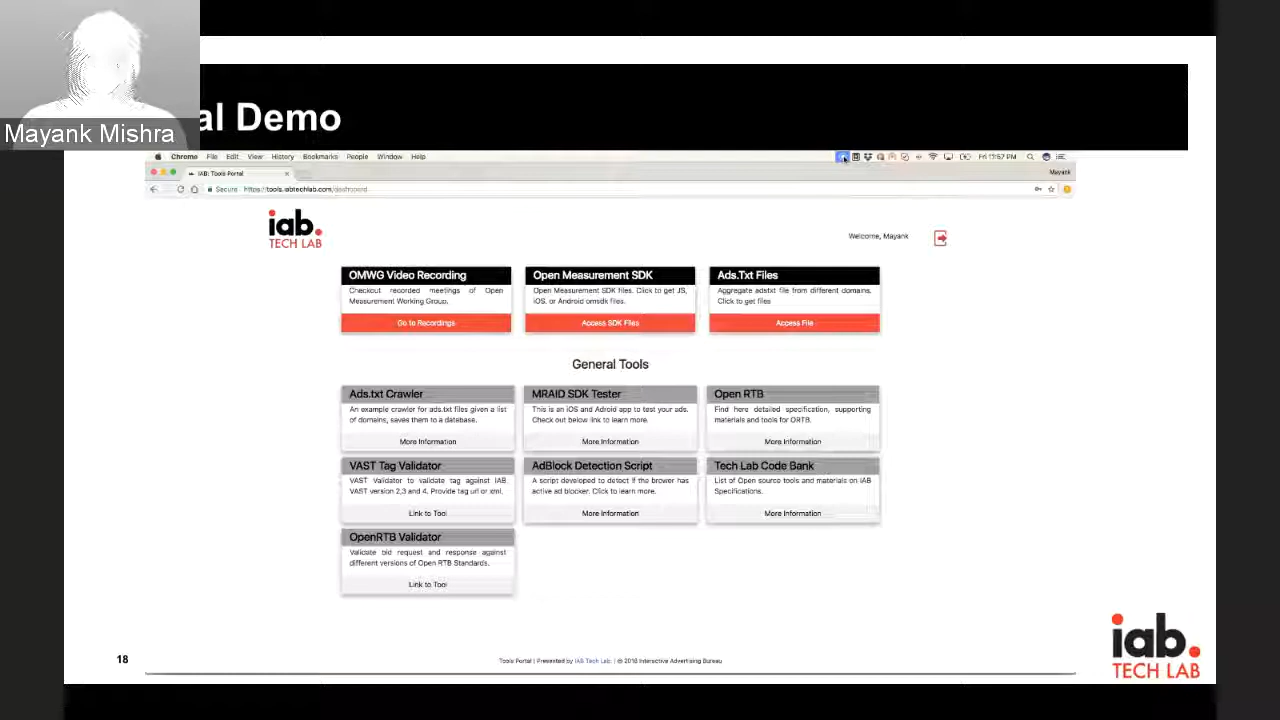 al Demo
Mayank Mishra
Chrome File Edit View History Bookmarks People Window Help
Fri 11:57 PM
IAB: Tools Portal
Mayank
Secure https://tools.iabtechlab.com/dashboard
iab.
TECH LAB
Welcome, Mayank
OMWG Video Recording
Checkout recorded meetings of Open
Measurement Working Group.
Go to Recordings
Open Measurement SDK
Open Measurement SDK files. Click to get JS,
iOS. or Android omsdk files.
Access SDK Files
Ads.Txt Files
Aggregate adstxt file from different domains.
Click to get files
Access File
General Tools
Ads.txt Crawler
An example crawler for ads.txt files given a list
of domains, saves them to a database.
More Information
MRAID SDK Tester
This is an iOS and Adroid app to test your ads.
Check out below link to learn more.
More Information
Open RTB
Find here detailed specification, supporting
materials and tools for ORTB.
More Information
VAST Tag Validator
VAST Validator to validate tag against IAB
VAST version 2,3 and 4. Provide tag url or xml.
Link to Tool
AdBlock Detection Script
A script developed to detect if the brower has
active ad blocker. Click to learn more.
More Information
Tech Lab Code Bank
List of Open source tools and materials on IAB
Specifications.
More Information
OpenRTB Validator
Validate bid request and response against
different versions of Open RTB Standards.
Link to Tool
18
Tools Portal | Presented by IAB Tech Lab. | © 2018 Interactive Advertising Bureau
iab.
TECH LAB